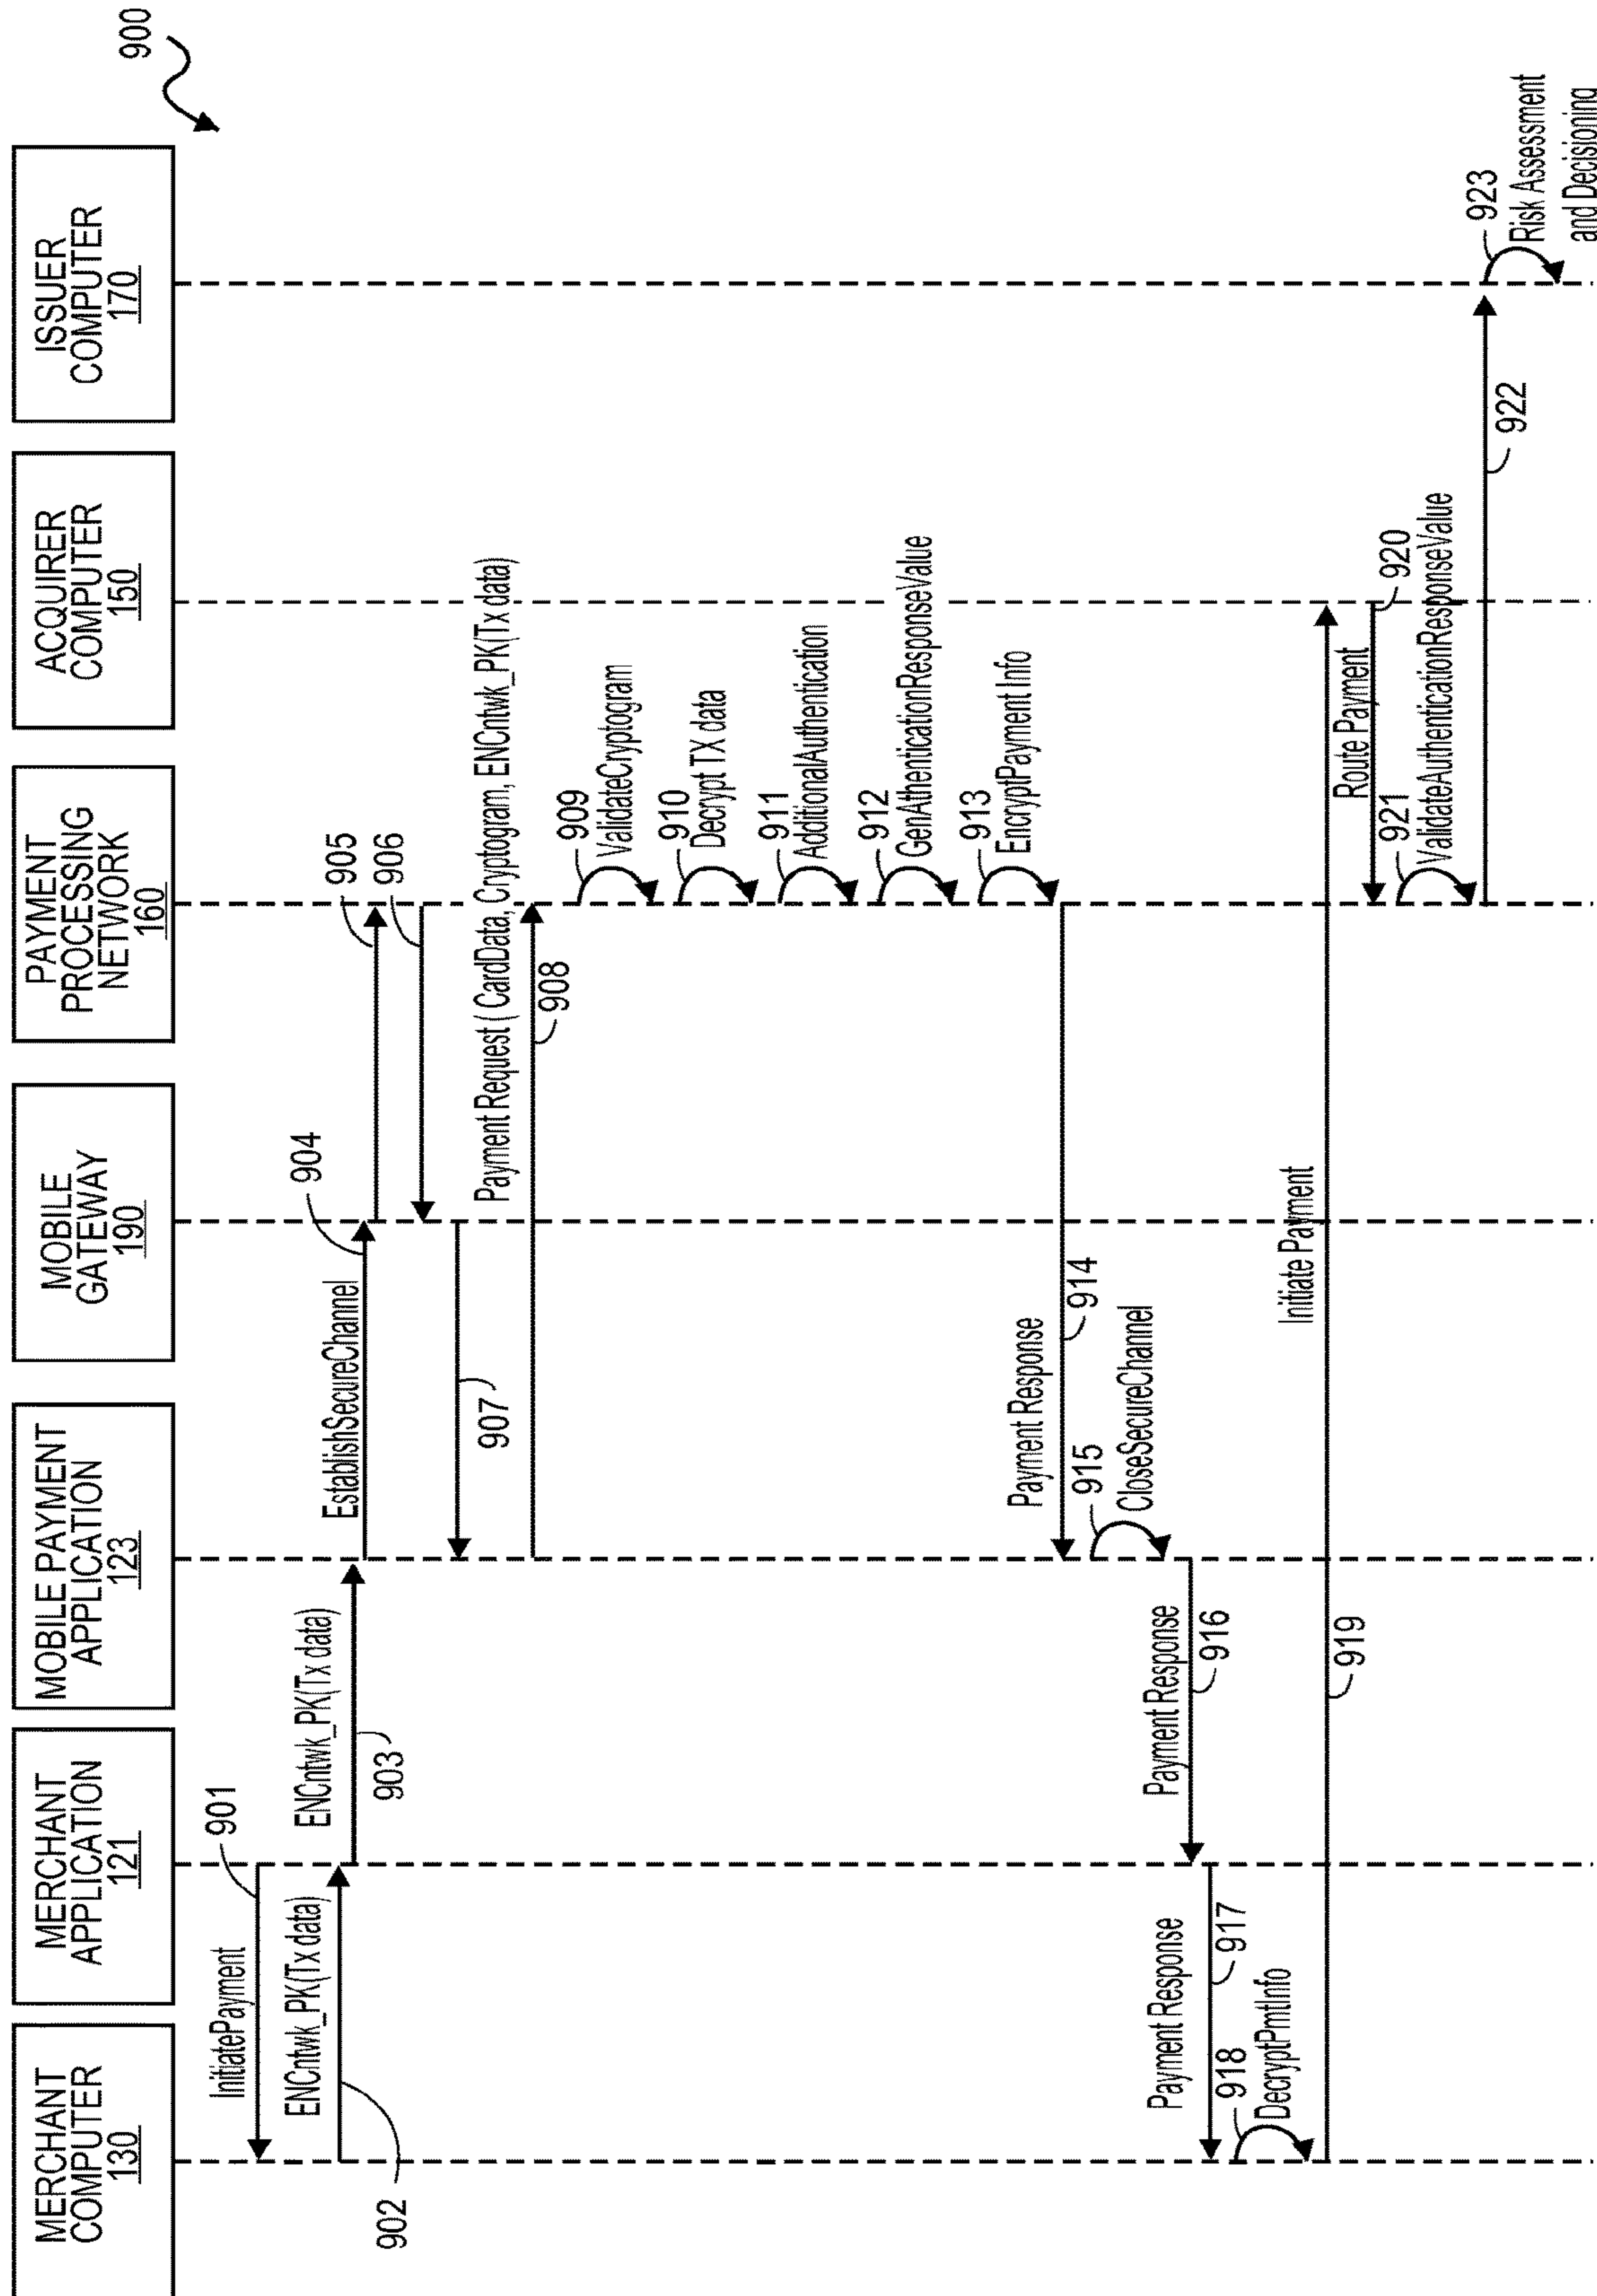 900
MERCHANT
COMPUTER
130
MERCHANT
APPLICATION
121
MOBILE PAYMENT
APPLICATION
123
MOBILE
GATEWAY
190
PAYMENT
PROCESSING
NETWORK
160
ACQUIRER
COMPUTER
150
ISSUER
COMPUTER
170
InitiatePayment
901
ENCntwk_PK(Tx data)
902
ENCntwk_PK(Tx data)
903
EstablishSecureChannel
904
905
906
907
Payment Request ( CardData, Cryptogram, ENCntwk_PK(Tx data)
908
909
ValidateCryptogram
910
Decrypt TX data
911
AdditionalAuthentication
912
GenAthenticationResponseValue
913
EncryptPayment Info
Payment Response
914
915
CloseSecureChannel
Payment Response
916
Payment Response
917
918
DecryptPmtInfo
Initiate Payment
919
Route Payment
920
921
ValidateAuthenticationResponseValue
922
923
Risk Assessment
and Decisioning